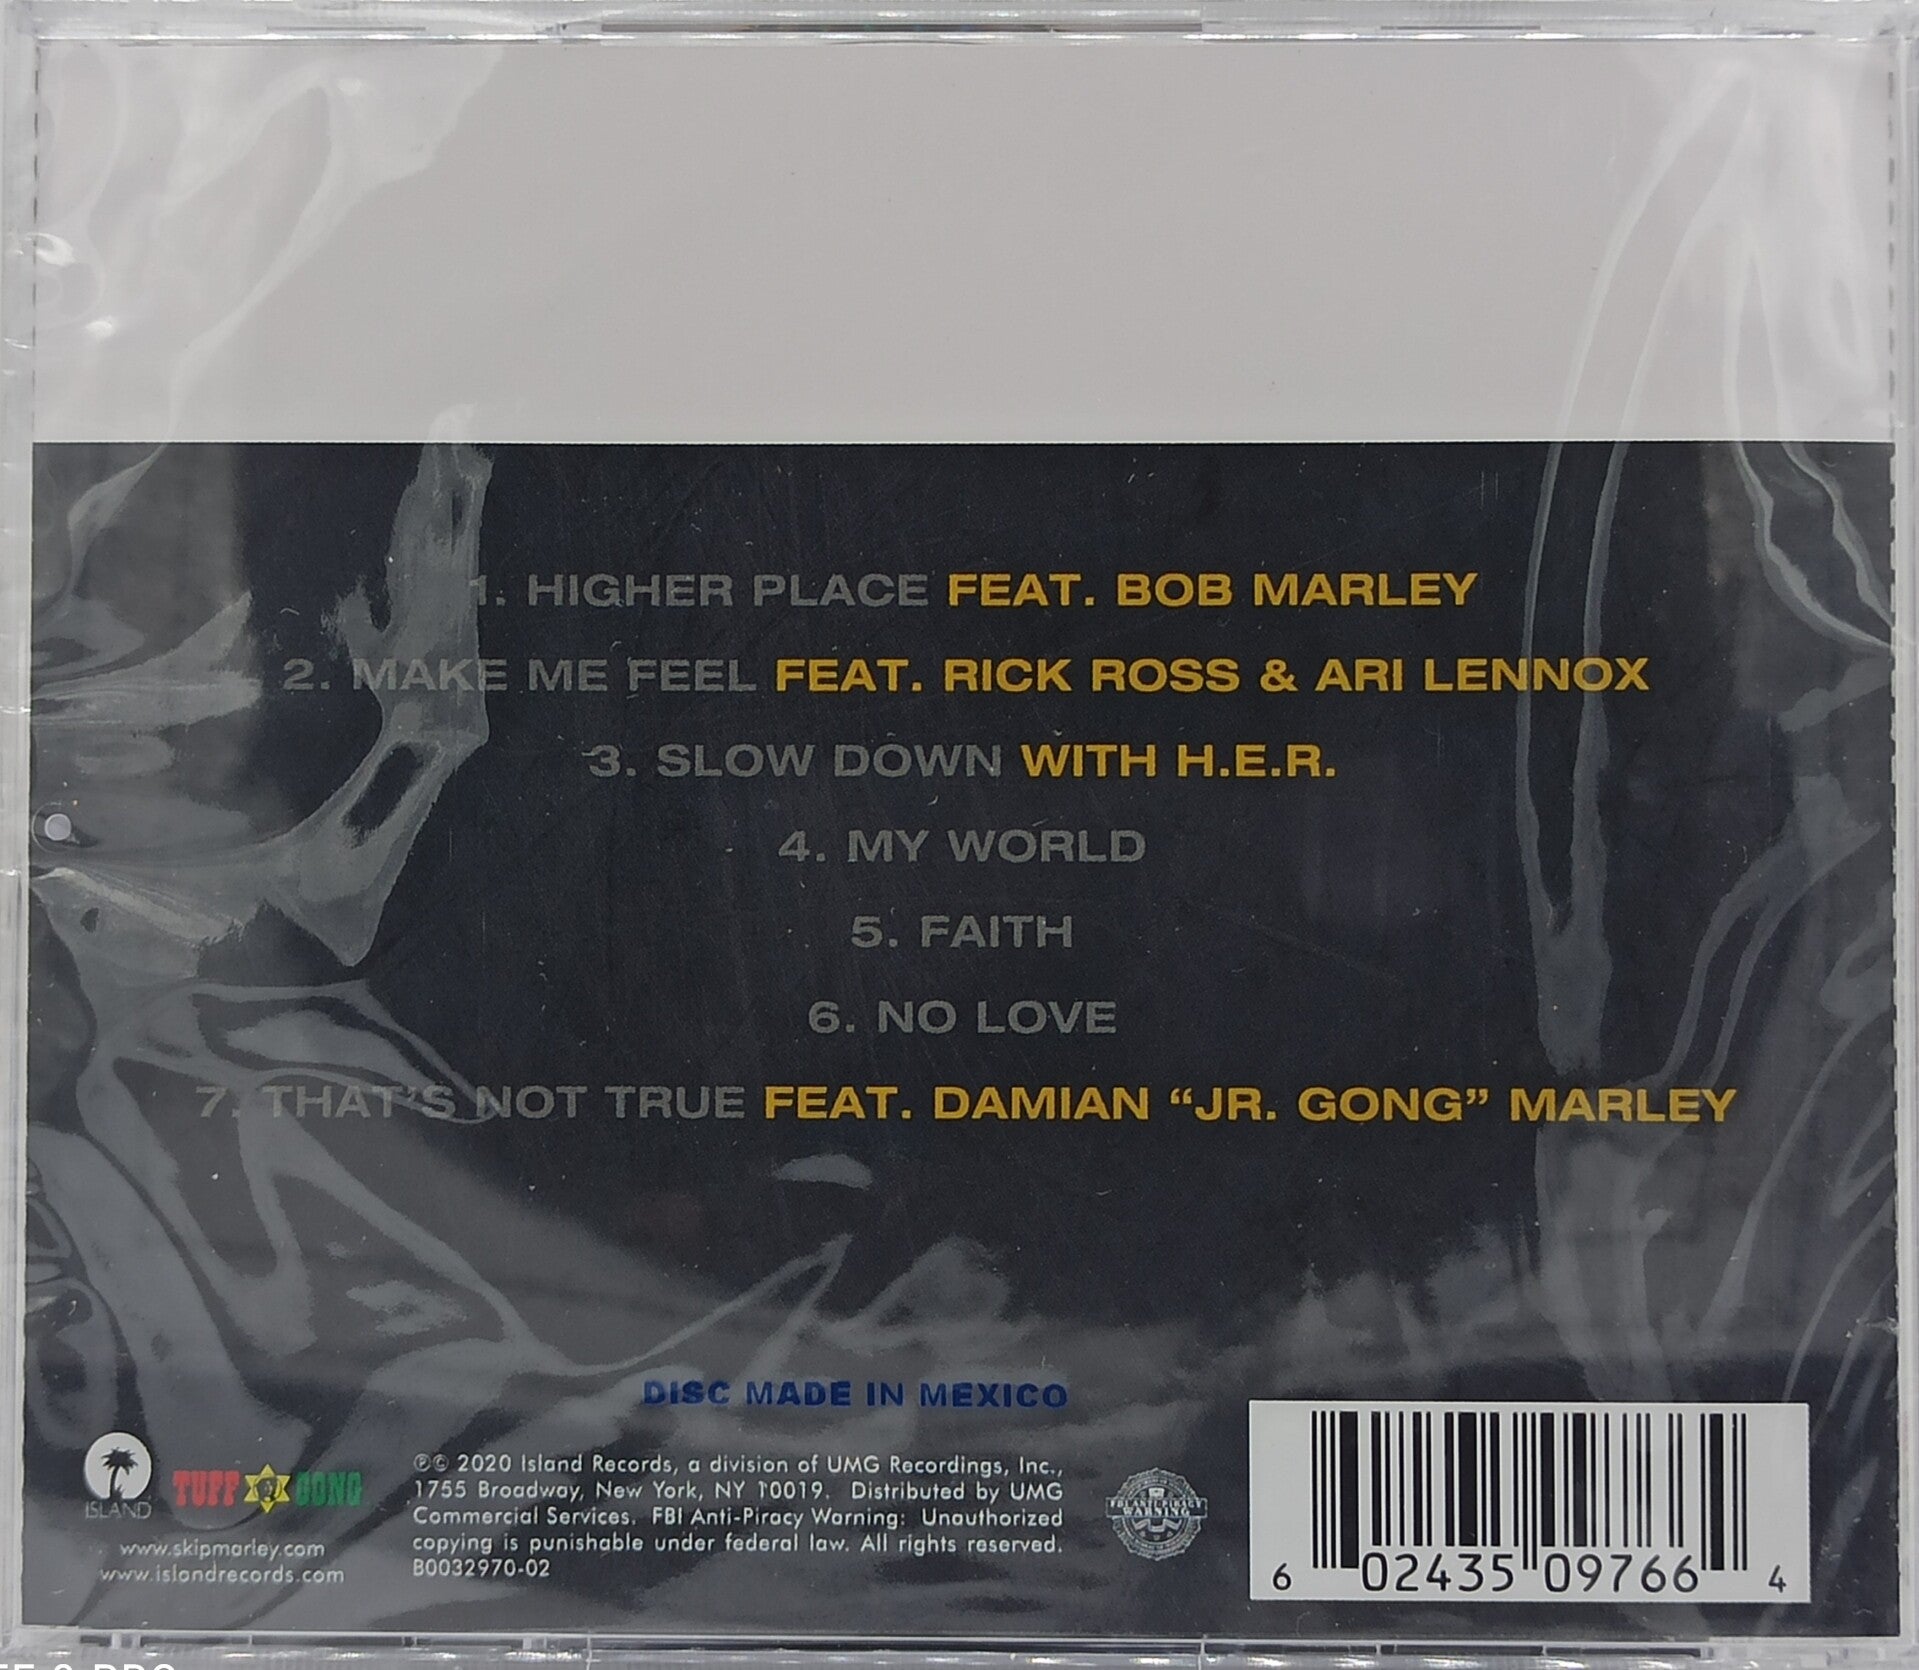 1. HIGHER PLACE FEAT. BOB MARLEY
2. MAKE ME FEEL FEAT. RICK ROSS & ARI LENNOX
3. SLOW DOWN WITH H.E.R.
4. MY WORLD
5. FAITH
6. NO LOVE
7. THAT'S NOT TRUE FEAT. DAMIAN “JR. GONG” MARLEY
DISC MADE IN MEXICO
ISLAND
TUFF GONG
www.skipmarley.com
www.islandrecords.com
℗© 2020 Island Records, a division of UMG Recordings, Inc.,
1755 Broadway, New York, NY 10019. Distributed by UMG
Commercial Services. FBI Anti-Piracy Warning: Unauthorized
copying is punishable under federal law. All rights reserved.
B0032970-02
FBI ANTI-PIRACY
WARNING
6 02435 09766 4